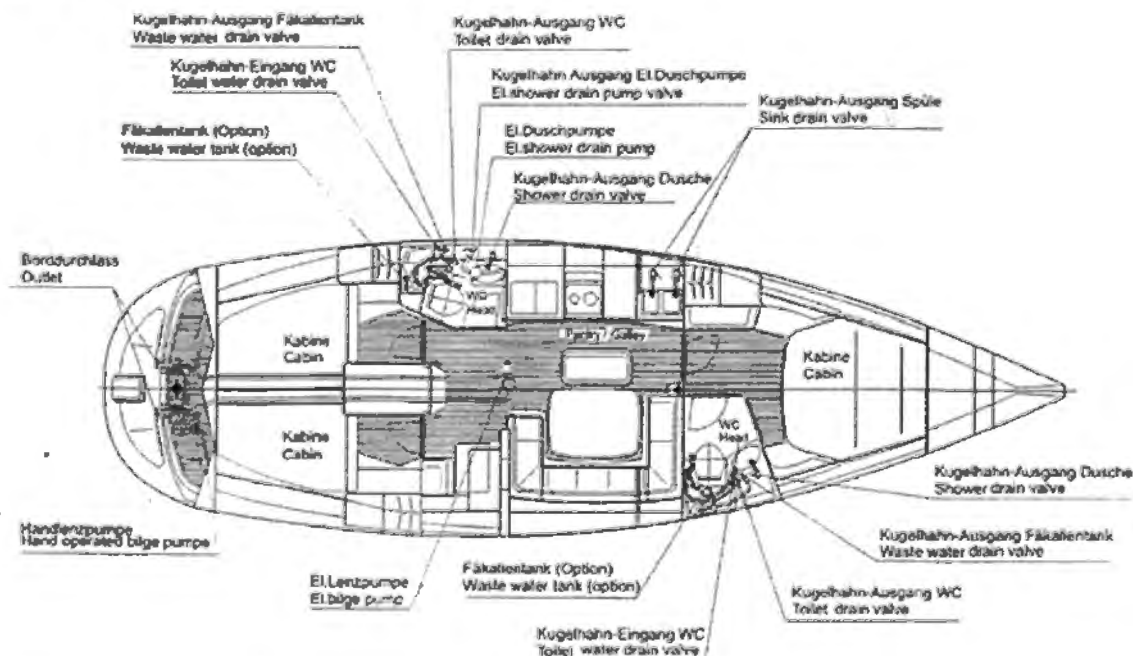 Kugelhahn-Ausgang Fäkalientank
Waste water drain valve
Kugelhahn-Ausgang WC
Toilet drain valve
Kugelhahn-Eingang WC
Toilet water drain valve
Kugelhahn Ausgang El.Duschpumpe
El.shower drain pump valve
Kugelhahn-Ausgang Spüle
Sink drain valve
Fäkalientank (Option)
Waste water tank (option)
El.Duschpumpe
El.shower drain pump
Kugelhahn-Ausgang Dusche
Shower drain valve
Borddurchlass
Outlet
WC
Head
Pantry / Galley
Kabine
Cabin
Kabine
Cabin
Kabine
Cabin
WC
Head
Kugelhahn-Ausgang Dusche
Shower drain valve
Handlenzpumpe
Hand operated bilge pumpe
Kugelhahn-Ausgang Fäkalientank
Waste water drain valve
El.Lenzpumpe
El.bilge pump
Fäkalientank (Option)
Waste water tank (option)
Kugelhahn-Ausgang WC
Toilet drain valve
Kugelhahn-Eingang WC
Toilet water drain valve